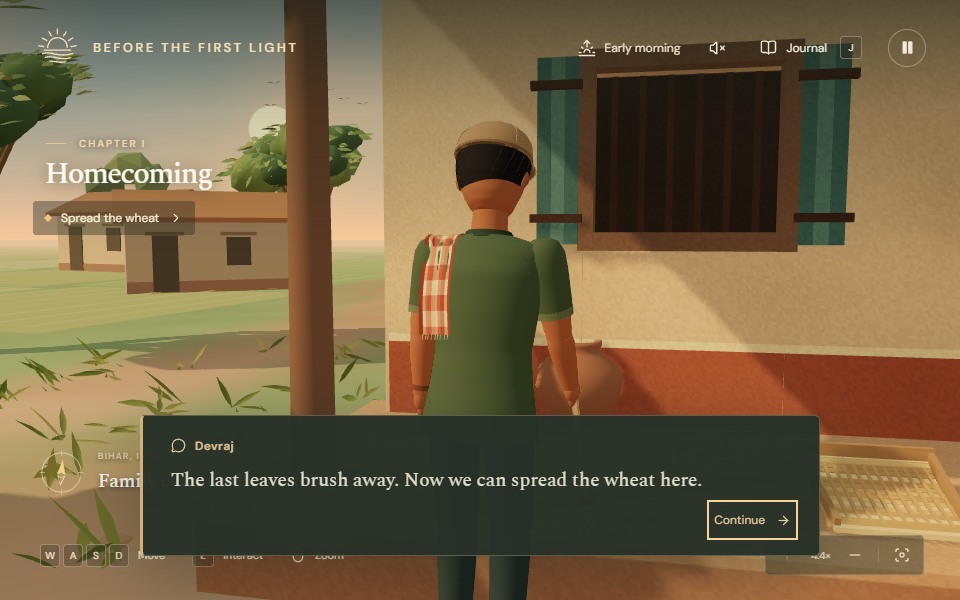 BEFORE THE FIRST LIGHT
Early morning
Journal J
CHAPTER I
Homecoming
Spread the wheat
Devraj
The last leaves brush away. Now we can spread the wheat here.
Continue
BIHAR, I
Fami
W A S D Move
E Interact
Zoom